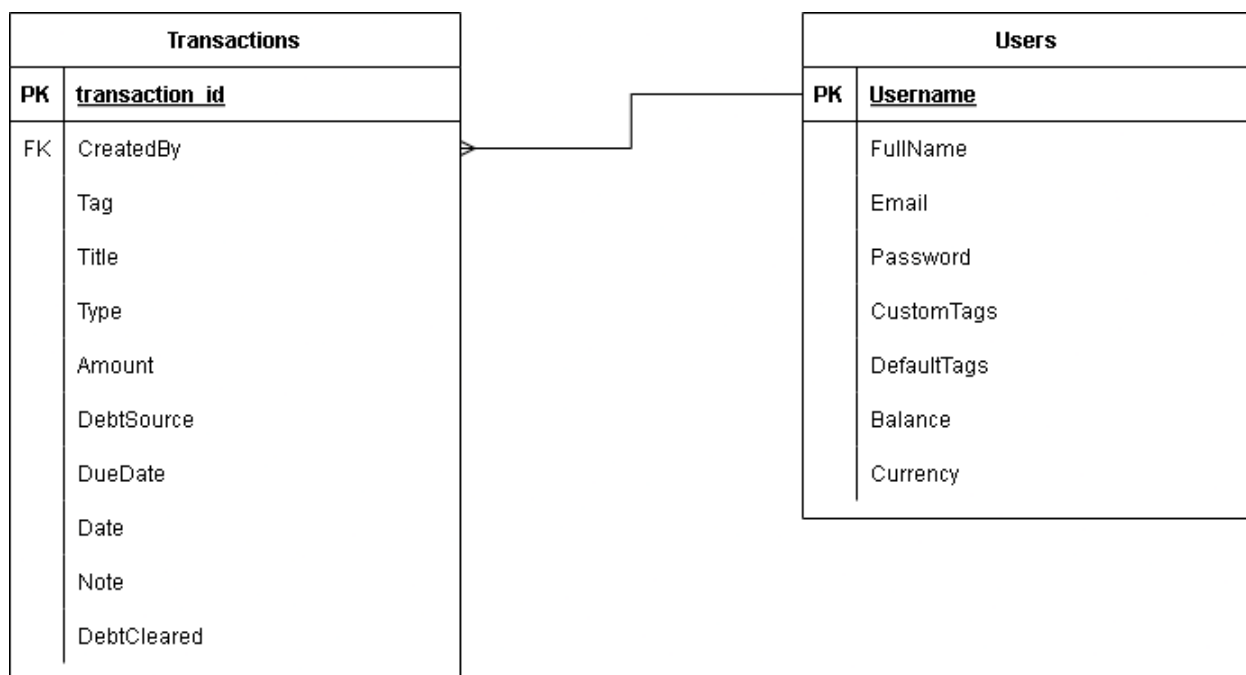 Transactions
PK transaction_id
FK CreatedBy
Tag
Title
Type
Amount
DebtSource
DueDate
Date
Note
DebtCleared
Users
PK Username
FullName
Email
Password
CustomTags
DefaultTags
Balance
Currency